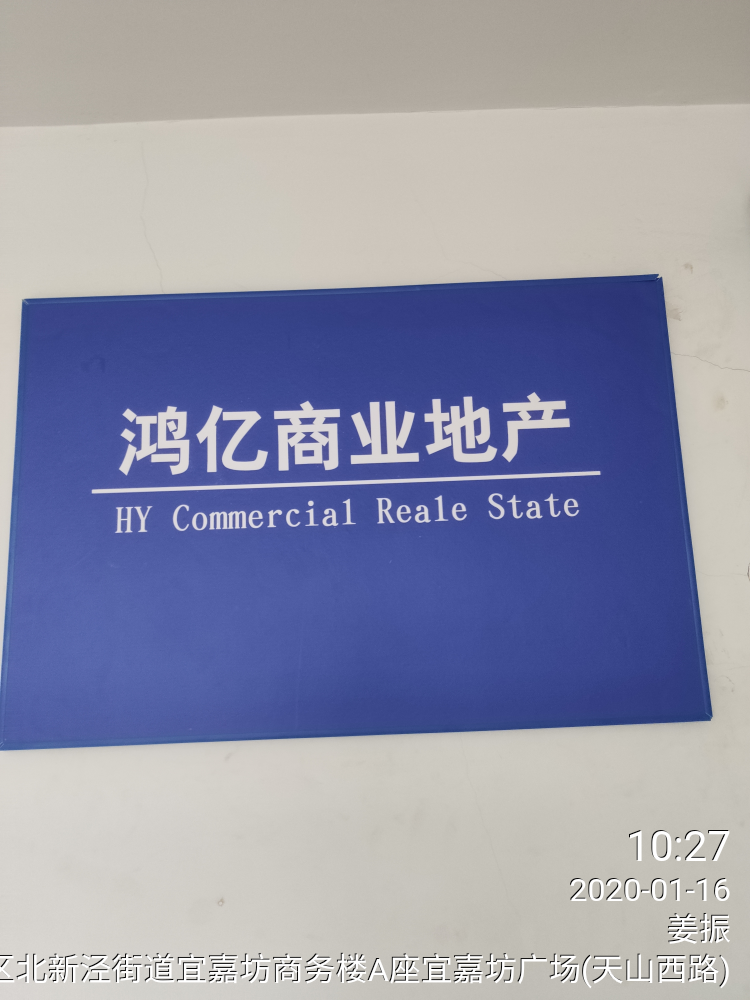 鸿亿商业地产
HY Commercial Reale State
10:27
2020-01-16
姜振
区北新泾街道宜嘉坊商务楼A座宜嘉坊广场(天山西路)